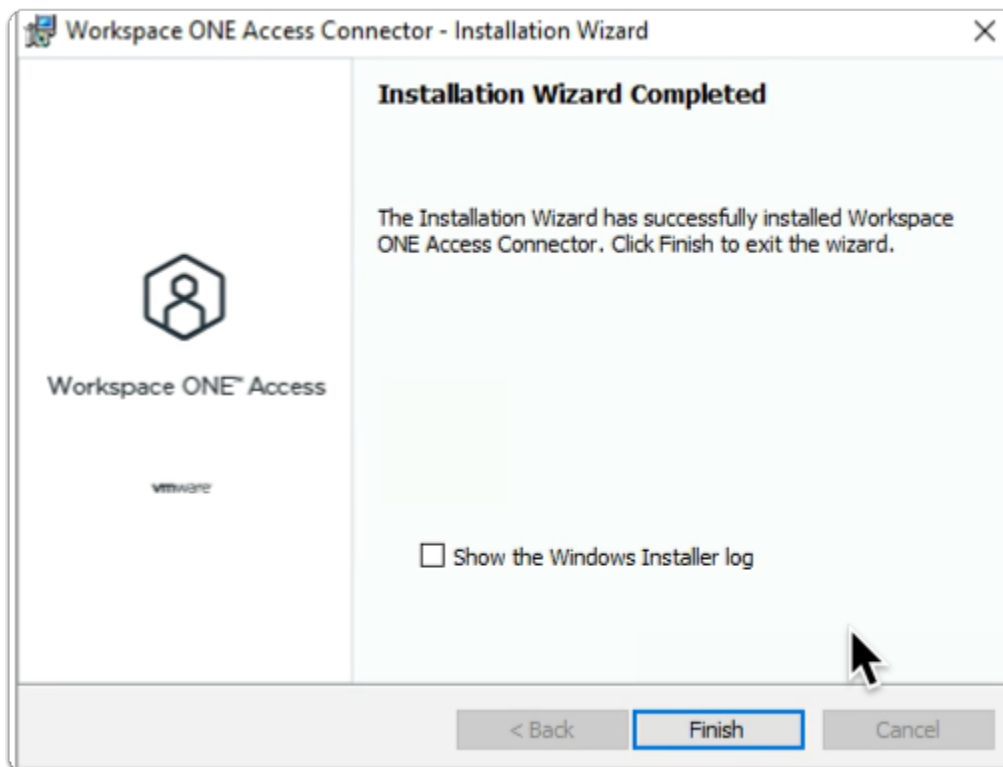 Workspace ONE Access Connector - Installation Wizard
Installation Wizard Completed
The Installation Wizard has successfully installed Workspace
ONE Access Connector. Click Finish to exit the wizard.
Workspace ONE™ Access
vmware
Show the Windows Installer log
< Back
Finish
Cancel